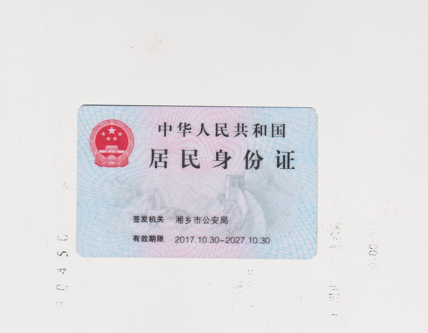 中华人民共和国
居民身份证
签发机关 湘乡市公安局
有效期限 2017.10.30-2027.10.30